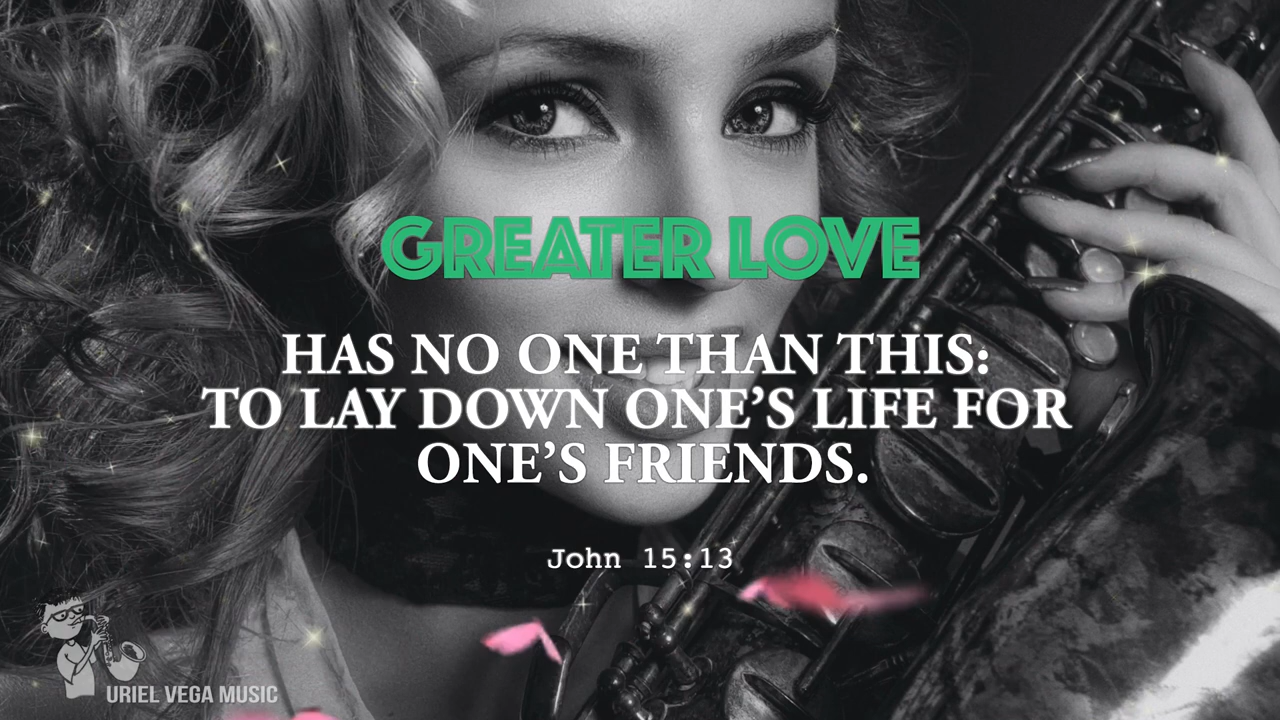 GREATER LOVE
HAS NO ONE THAN THIS:
TO LAY DOWN ONE’S LIFE FOR
ONE’S FRIENDS.
John 15:13
URIEL VEGA MUSIC